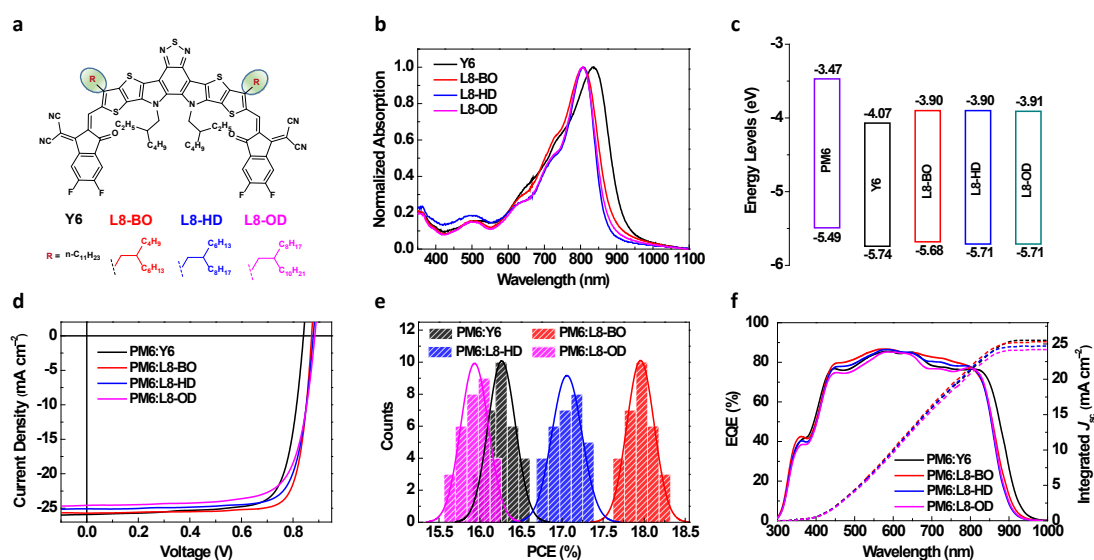 a
S
N N
R S S R
S N N S
C₂H₅ C₂H₅
CN O O CN
CN C₄H₉ C₄H₉ CN
F F F F
Y6 L8-BO L8-HD L8-OD
R = n-C₁₁H₂₃
C₄H₉
C₆H₁₃
C₆H₁₃
C₈H₁₇
C₈H₁₇
C₁₀H₂₁
b
Normalized Absorption
1.0
0.8
0.6
0.4
0.2
0.0
Y6
L8-BO
L8-HD
L8-OD
400 500 600 700 800 900 1000 1100
Wavelength (nm)
c
Energy Levels (eV)
-3
-4
-5
-6
-3.47
PM6
-5.49
-4.07
Y6
-5.74
-3.90
L8-BO
-5.68
-3.90
L8-HD
-5.71
-3.91
L8-OD
-5.71
d
Current Density (mA cm⁻²)
0
-5
-10
-15
-20
-25
PM6:Y6
PM6:L8-BO
PM6:L8-HD
PM6:L8-OD
0.0 0.2 0.4 0.6 0.8
Voltage (V)
e
Counts
12
10
8
6
4
2
0
PM6:Y6 PM6:L8-BO
PM6:L8-HD PM6:L8-OD
15.5 16.0 16.5 17.0 17.5 18.0 18.5
PCE (%)
f
EQE (%)
100
80
60
40
20
0
PM6:Y6
PM6:L8-BO
PM6:L8-HD
PM6:L8-OD
300 400 500 600 700 800 900 1000
Wavelength (nm)
25
20
15
10
5
0
Integrated J_SC (mA cm⁻²)